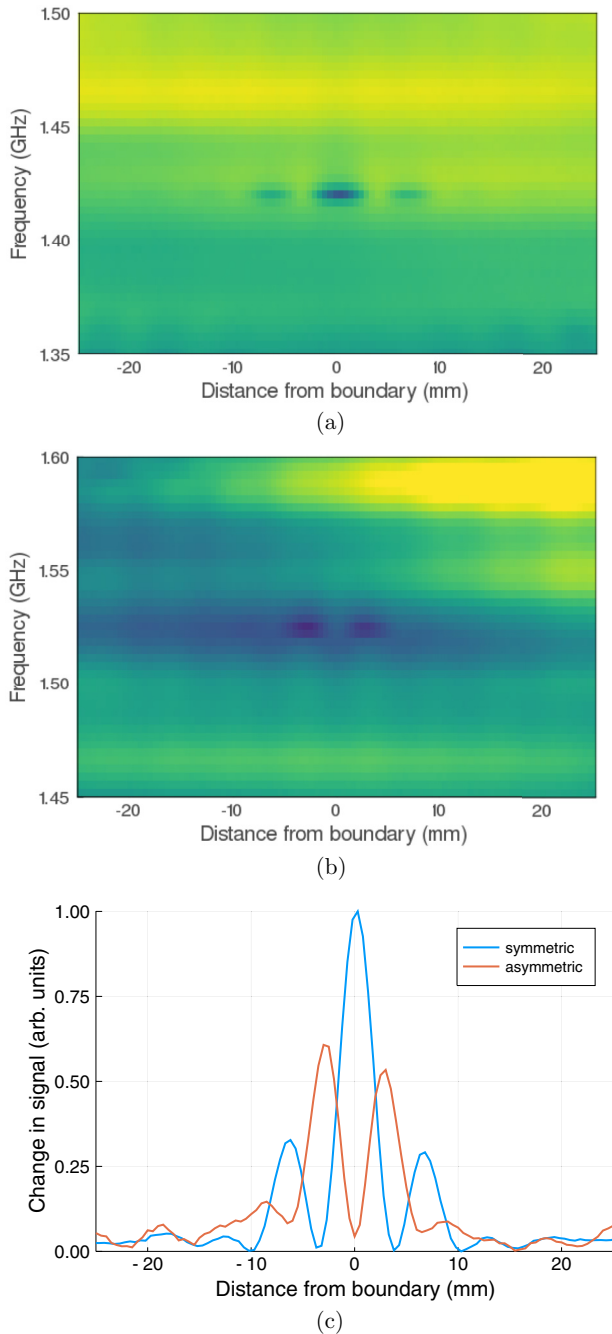 1.50
1.45
1.40
1.35
Frequency (GHz)
-20 -10 0 10 20
Distance from boundary (mm)
(a)
1.60
1.55
1.50
1.45
Frequency (GHz)
-20 -10 0 10 20
Distance from boundary (mm)
(b)
1.00
0.75
0.50
0.25
0.00
Change in signal (arb. units)
symmetric
asymmetric
-20 -10 0 10 20
Distance from boundary (mm)
(c)